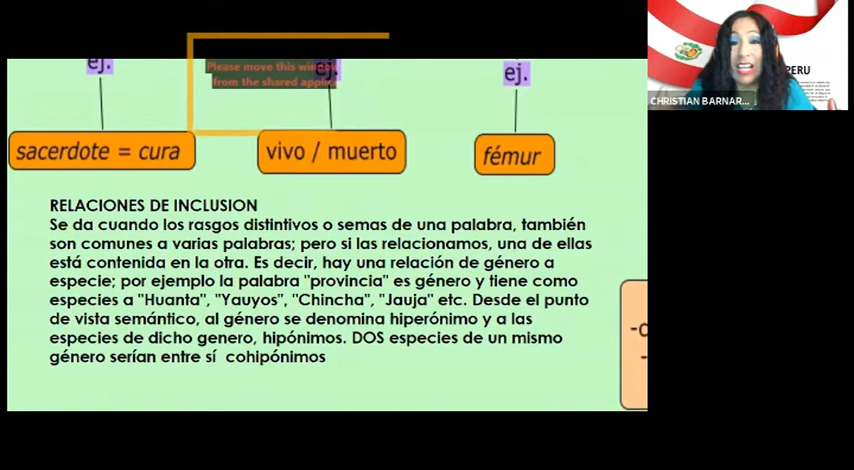 ej.
Please move this window
from the shared applic
ej.
ej.
sacerdote = cura
vivo / muerto
fémur
PERU
CHRISTIAN BARNAR...
RELACIONES DE INCLUSION
Se da cuando los rasgos distintivos o semas de una palabra, también
son comunes a varias palabras; pero si las relacionamos, una de ellas
está contenida en la otra. Es decir, hay una relación de género a
especie; por ejemplo la palabra "provincia" es género y tiene como
especies a "Huanta", "Yauyos", "Chincha", "Jauja" etc. Desde el punto
de vista semántico, al género se denomina hiperónimo y a las
especies de dicho genero, hipónimos. DOS especies de un mismo
género serían entre sí cohipónimos